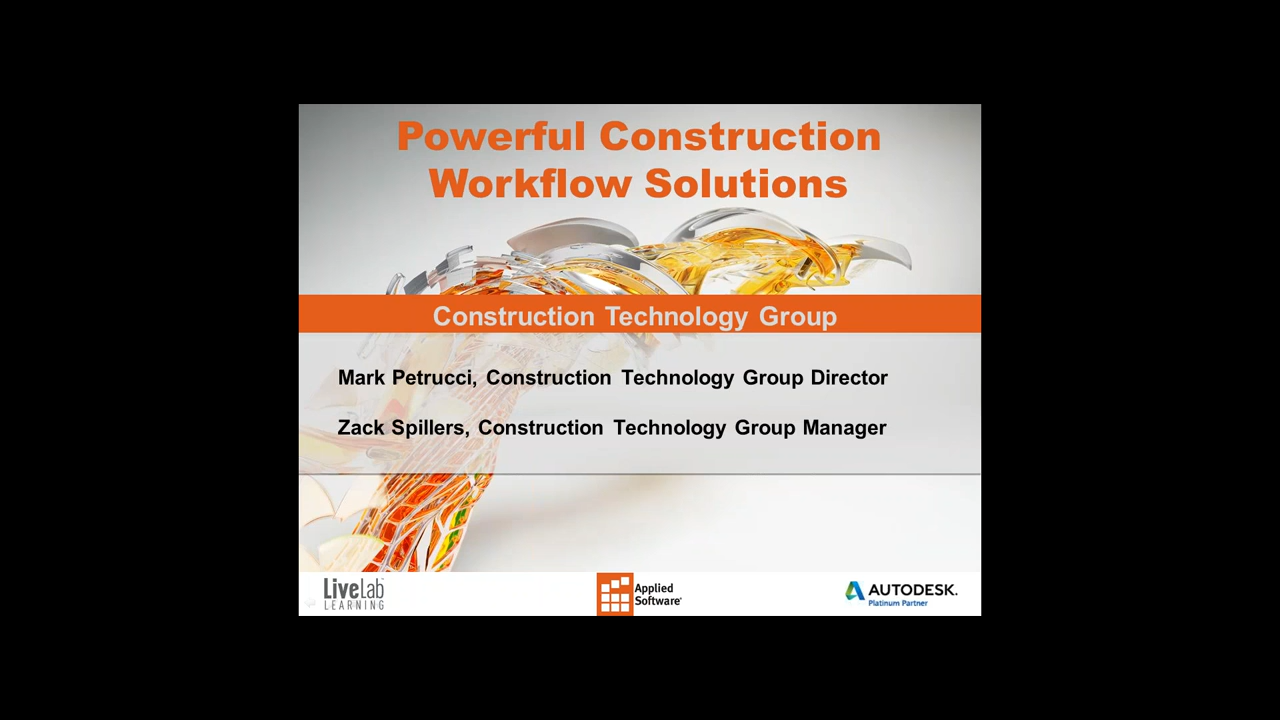 Powerful Construction
Workflow Solutions
Construction Technology Group
Mark Petrucci, Construction Technology Group Director
Zack Spillers, Construction Technology Group Manager
LiveLab
LEARNING
Applied
Software
AUTODESK.
Platinum Partner